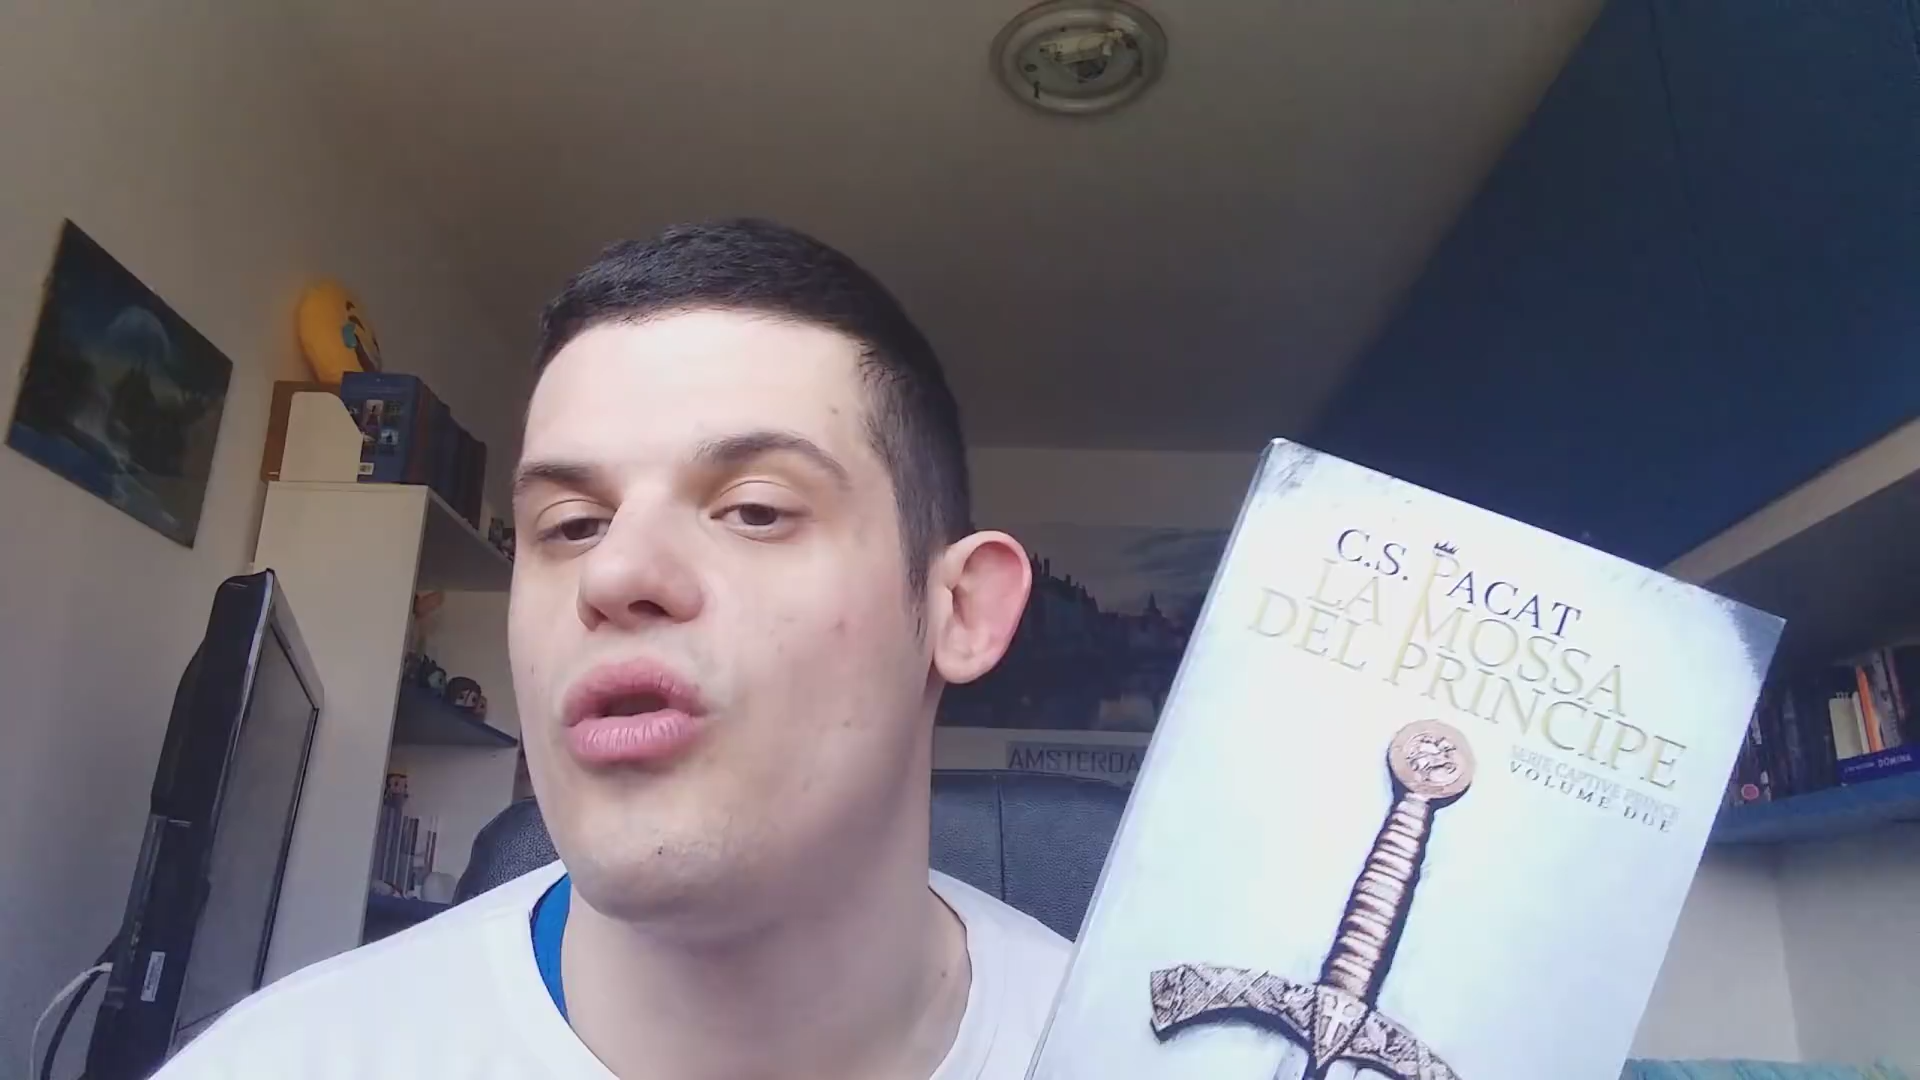 C.S. PACAT
LA MOSSA
DEL PRINCIPE
SERIE CAPTIVE PRINCE
VOLUME DUE
AMSTERDA
DOMINA